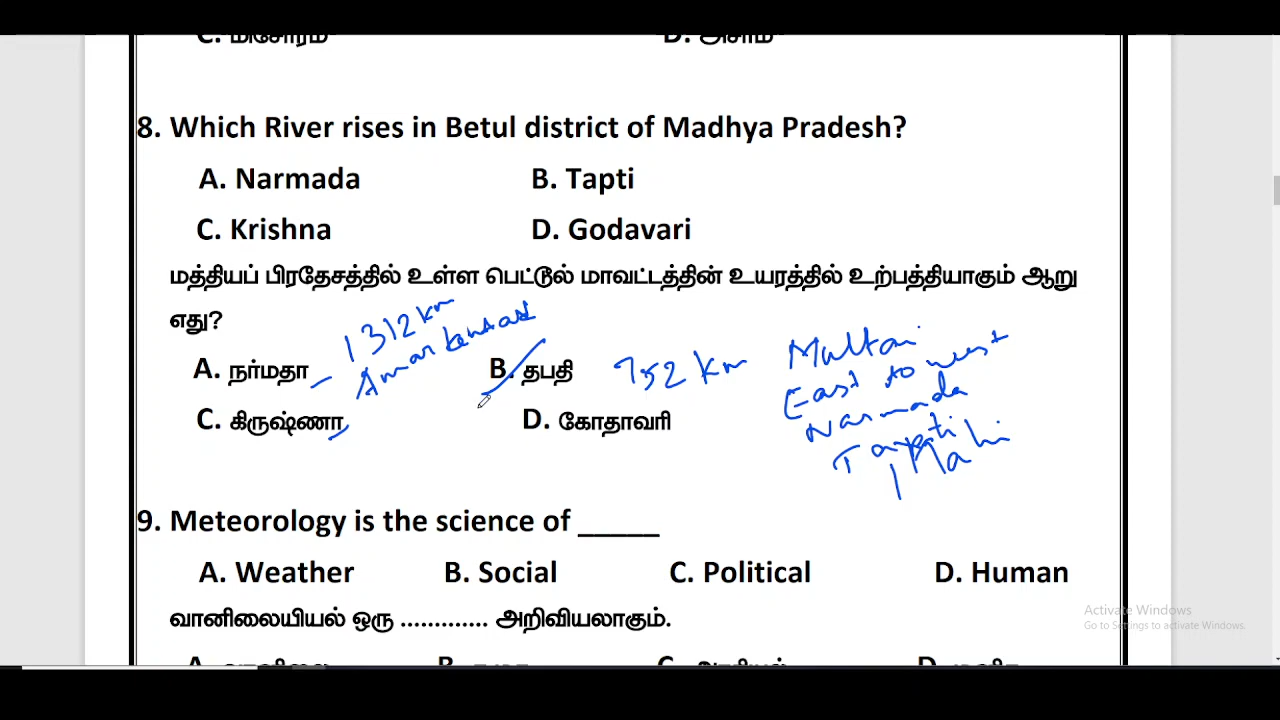 C. மிசோரம் D. அசாம்
8. Which River rises in Betul district of Madhya Pradesh?
A. Narmada B. Tapti
C. Krishna D. Godavari
மத்தியப் பிரதேசத்தில் உள்ள பெட்டூல் மாவட்டத்தின் உயரத்தில் உற்பத்தியாகும் ஆறு
எது?
1312 km
Amarkantak
A. நர்மதா B. தபதி 752 km
C. கிருஷ்ணா D. கோதாவரி
Multai
East to west
Narmada
Tapti
Mahi
9. Meteorology is the science of _____
A. Weather B. Social C. Political D. Human
வானிலையியல் ஒரு ............. அறிவியலாகும்.
Activate Windows
Go to Settings to activate Windows.